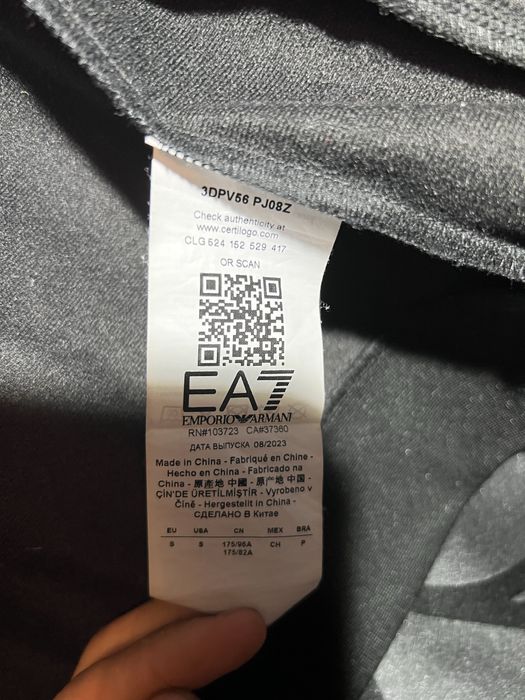 3DPV56 PJ08Z
Check authenticity at
www.certilogo.com
CLG 524 152 529 417
OR SCAN
EA7
EMPORIO ARMANI
RN#103723 CA#37360
ДАТА ВЫПУСКА 08/2023
Made in China - Fabriqué en Chine -
Hecho en China - Fabricado na
China - 原產地 中國 - 原产地 中国 -
ÇİN'DE ÜRETİLMİŞTİR - Vyrobeno v
Číně - Hergestellt in China -
СДЕЛАНО В Китае
EU USA CN MEX BRA
S S 175/96A CH P
175/82A